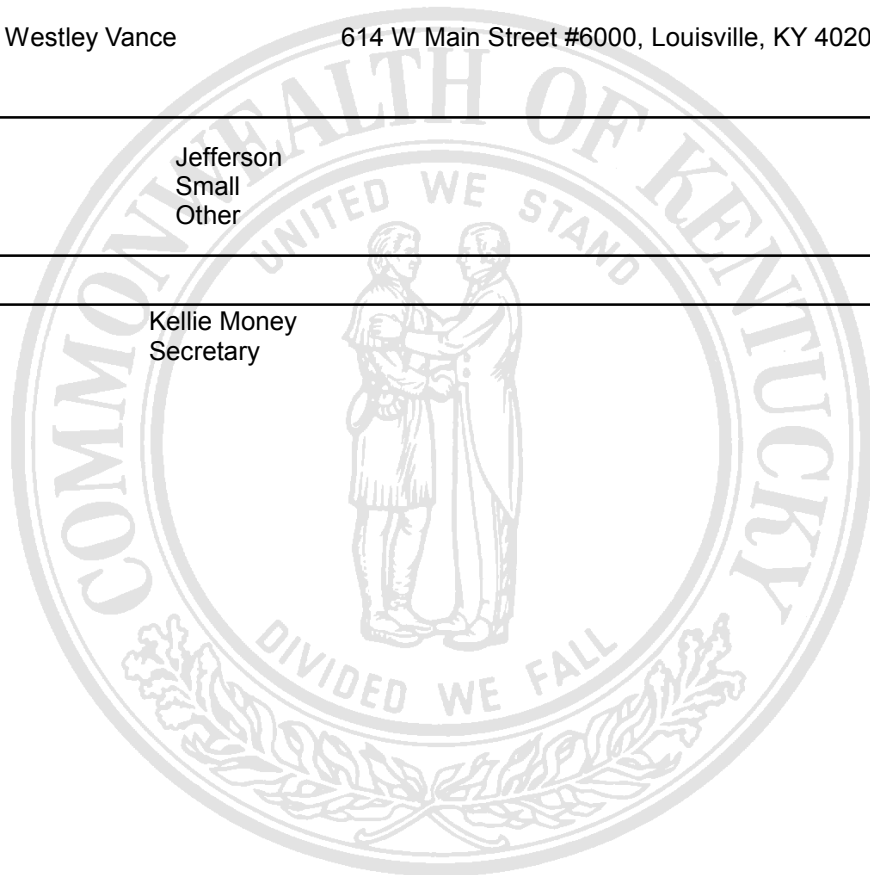 Westley Vance 614 W Main Street #6000, Louisville, KY 4020
Jefferson
Small
Other
Kellie Money
Secretary
COMMONWEALTH OF KENTUCKY
UNITED WE STAND
DIVIDED WE FALL